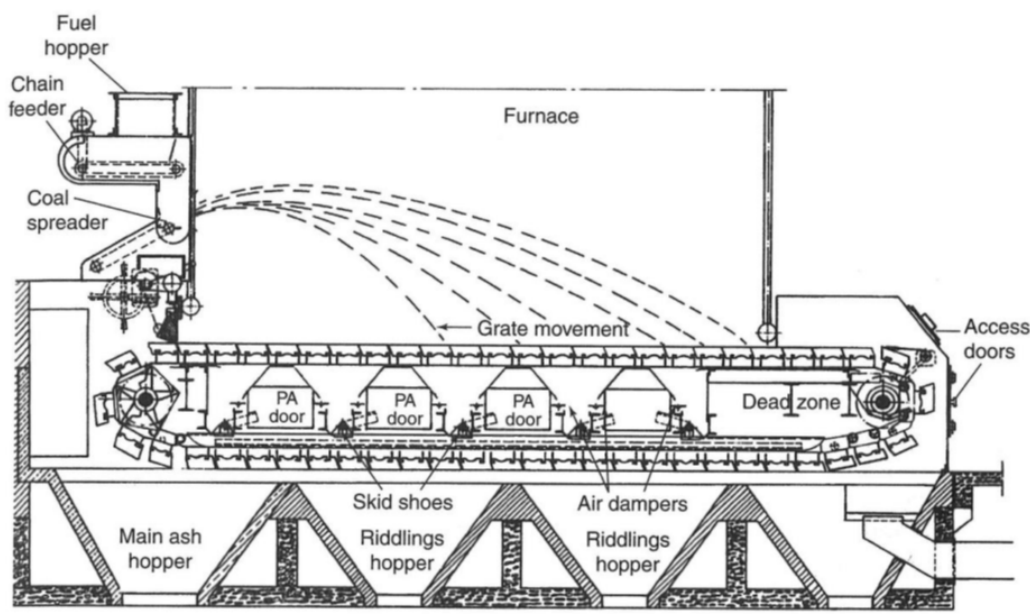 Fuel
hopper
Chain
feeder
Furnace
Coal
spreader
Grate movement
Access
doors
PA
door
PA
door
PA
door
Dead zone
Skid shoes
Air dampers
Main ash
hopper
Riddlings
hopper
Riddlings
hopper